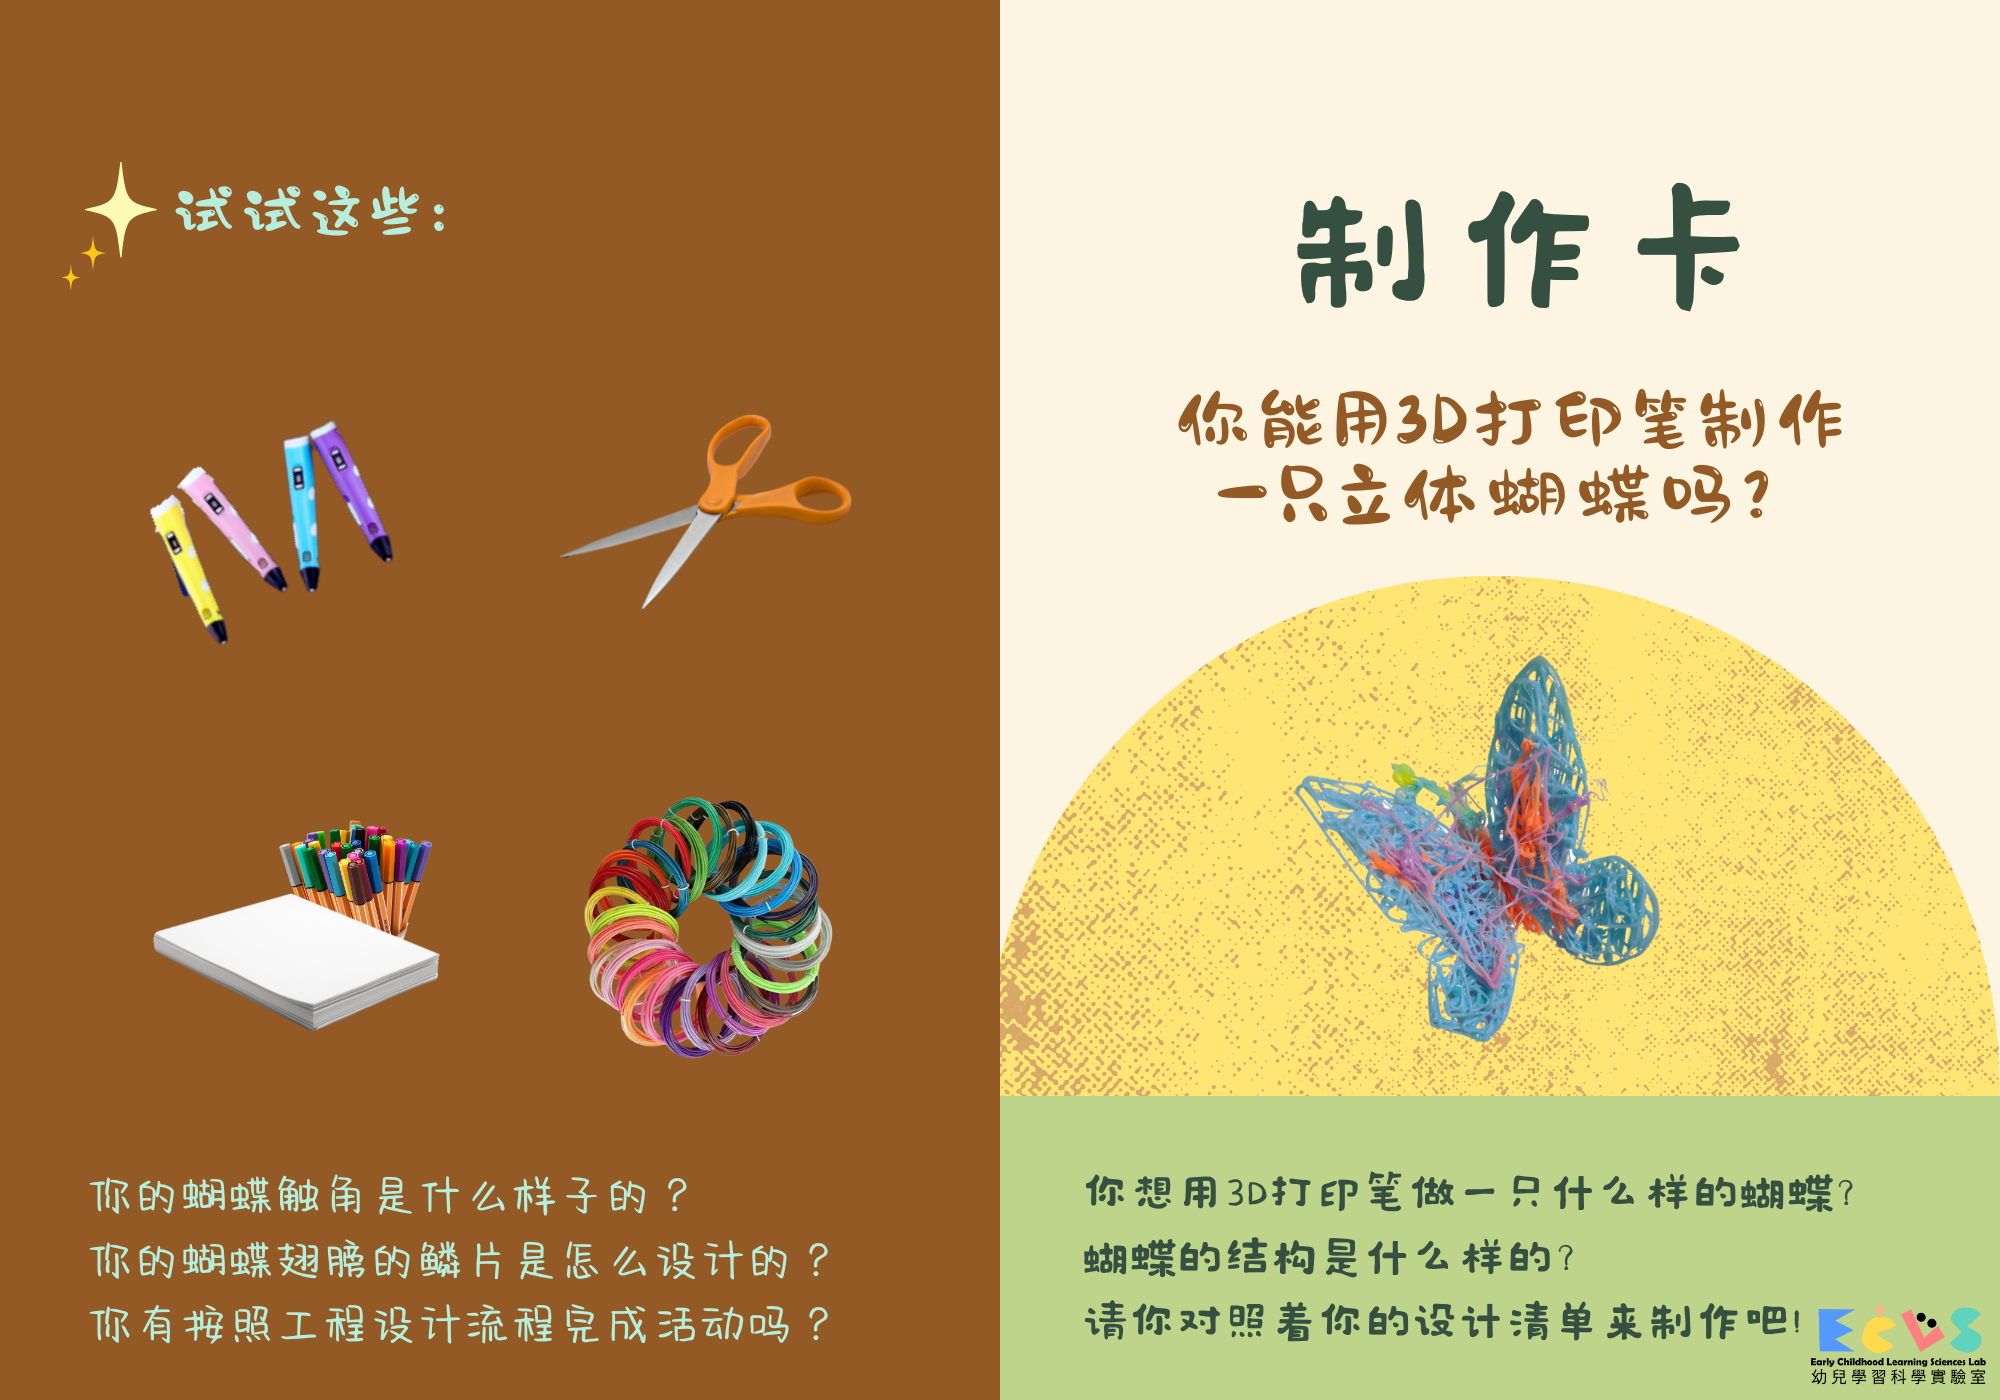 试试这些：
你的蝴蝶触角是什么样子的？
你的蝴蝶翅膀的鳞片是怎么设计的？
你有按照工程设计流程完成活动吗？
制作卡
你能用3D打印笔制作
一只立体蝴蝶吗？
你想用3D打印笔做一只什么样的蝴蝶？
蝴蝶的结构是什么样的？
请你对照着你的设计清单来制作吧！
ECLS
Early Childhood Learning Sciences Lab
幼兒學習科學實驗室